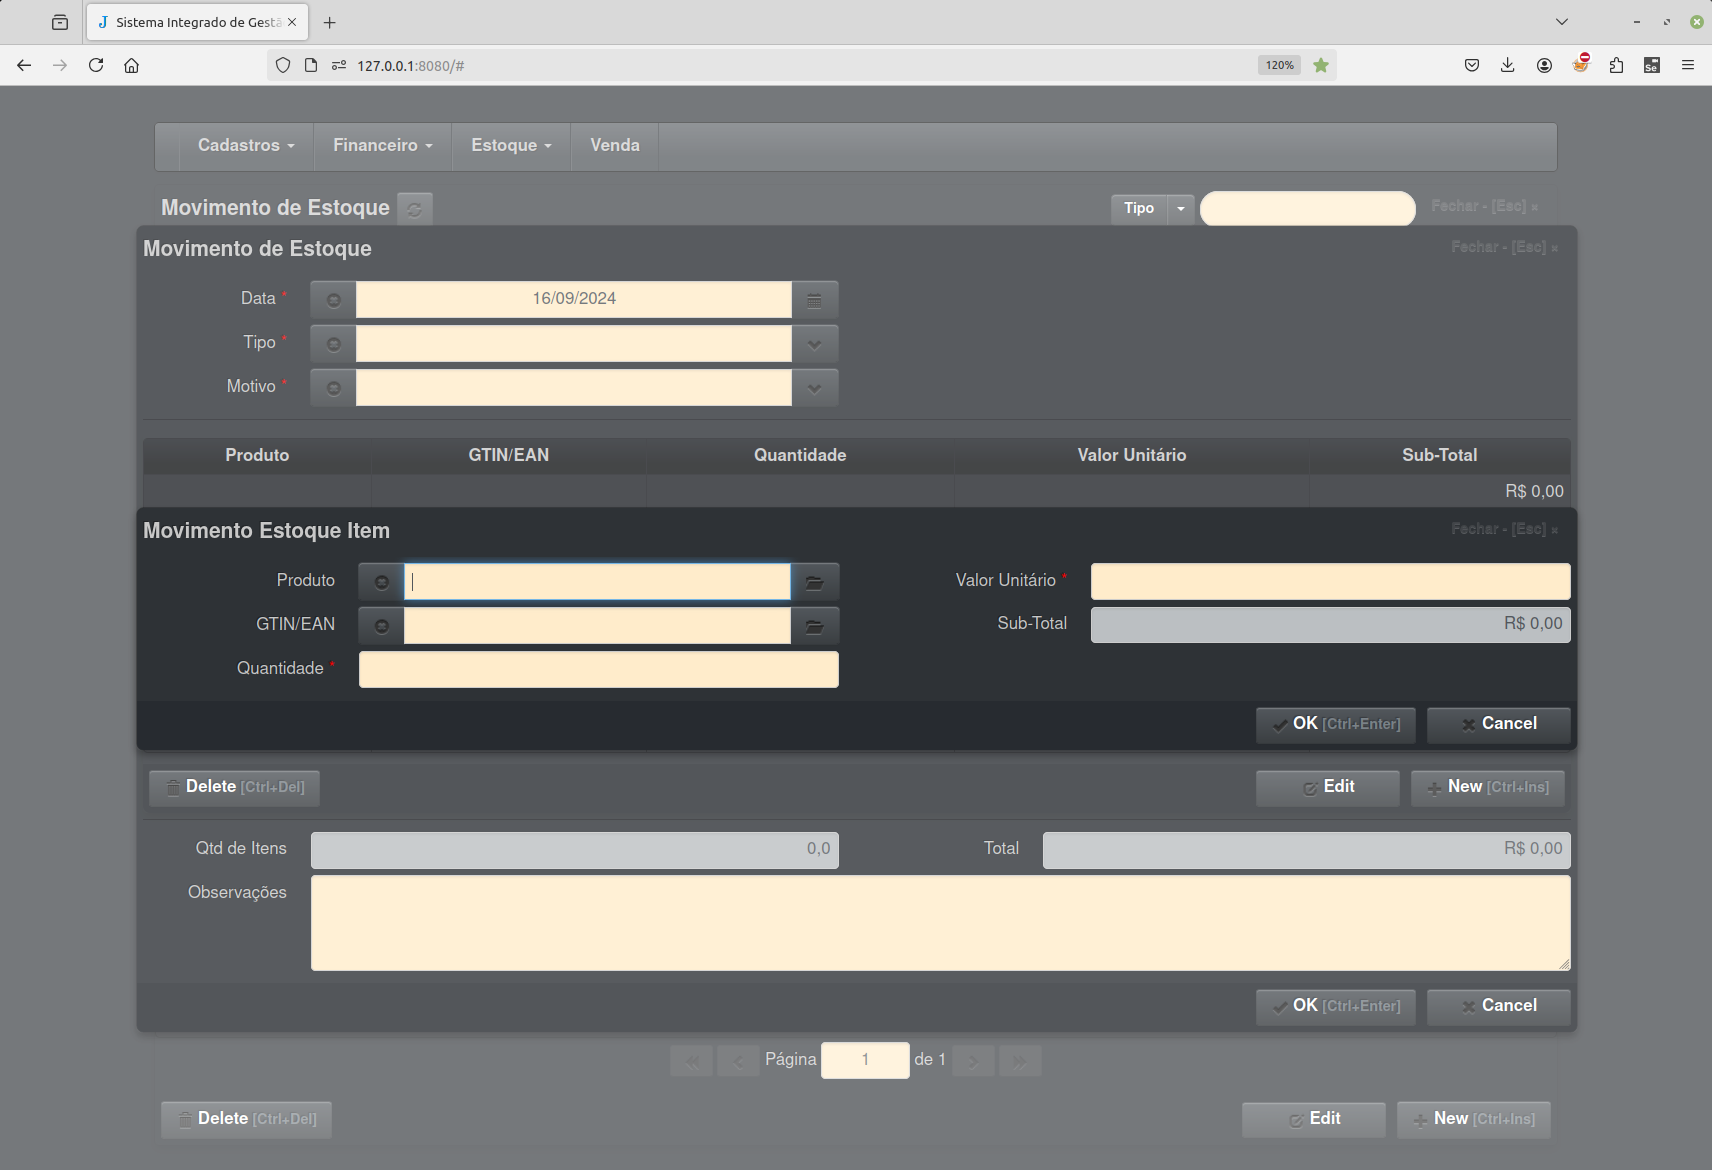 Sistema Integrado de Gestã
127.0.0.1:8080/#
120%
Se
Cadastros
Financeiro
Estoque
Venda
Movimento de Estoque
Tipo
Fechar - [Esc] ×
Movimento de Estoque
Fechar - [Esc] ×
Data *
16/09/2024
Tipo *
Motivo *
Produto GTIN/EAN Quantidade Valor Unitário Sub-Total
R$ 0,00
Movimento Estoque Item
Fechar - [Esc] ×
Produto
Valor Unitário *
GTIN/EAN
Sub-Total
R$ 0,00
Quantidade *
OK [Ctrl+Enter]
Cancel
Delete [Ctrl+Del]
Edit
New [Ctrl+Ins]
Qtd de Itens
0,0
Total
R$ 0,00
Observações
OK [Ctrl+Enter]
Cancel
Página 1 de 1
Delete [Ctrl+Del]
Edit
New [Ctrl+Ins]